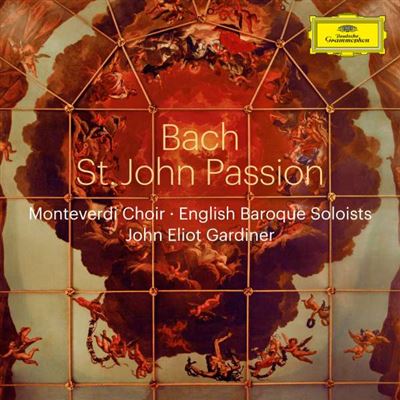 Deutsche
Grammophon
Bach
St. John Passion
Monteverdi Choir · English Baroque Soloists
John Eliot Gardiner